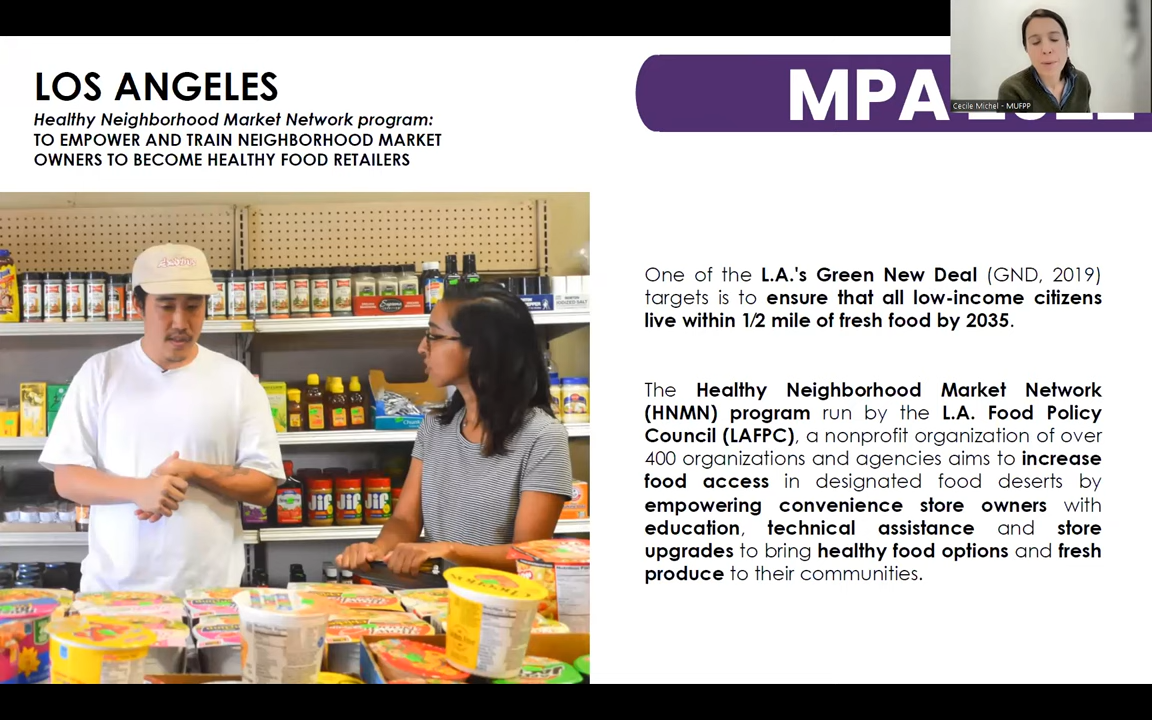 LOS ANGELES
Healthy Neighborhood Market Network program:
TO EMPOWER AND TRAIN NEIGHBORHOOD MARKET
OWNERS TO BECOME HEALTHY FOOD RETAILERS
MPA
Cecile Michel - MUFPP
One of the L.A.'s Green New Deal (GND, 2019)
targets is to ensure that all low-income citizens
live within 1/2 mile of fresh food by 2035.
The Healthy Neighborhood Market Network
(HNMN) program run by the L.A. Food Policy
Council (LAFPC), a nonprofit organization of over
400 organizations and agencies aims to increase
food access in designated food deserts by
empowering convenience store owners with
education, technical assistance and store
upgrades to bring healthy food options and fresh
produce to their communities.
Jif
Jif
Jif